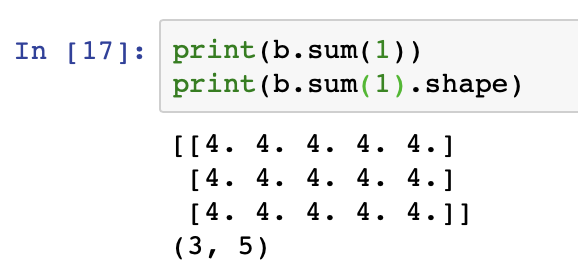 In [17]: print(b.sum(1))
print(b.sum(1).shape)
[[4. 4. 4. 4. 4.]
 [4. 4. 4. 4. 4.]
 [4. 4. 4. 4. 4.]]
(3, 5)